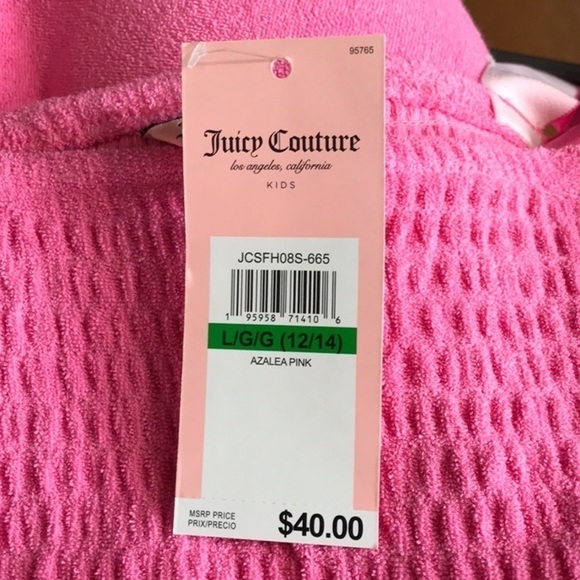 95765
Juicy Couture
los angeles, california
KIDS
JCSFH08S-665
1 95958 71410 6
L/G/G (12/14)
AZALEA PINK
MSRP PRICE
PRIX/PRECIO
$40.00